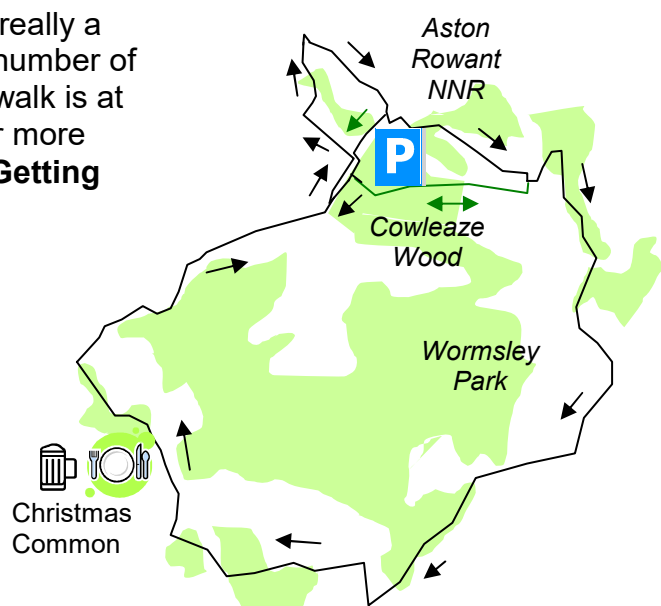 really a
number of
walk is at
r more
Getting
Aston
Rowant
NNR
P
Cowleaze
Wood
Wormsley
Park
Christmas
Common